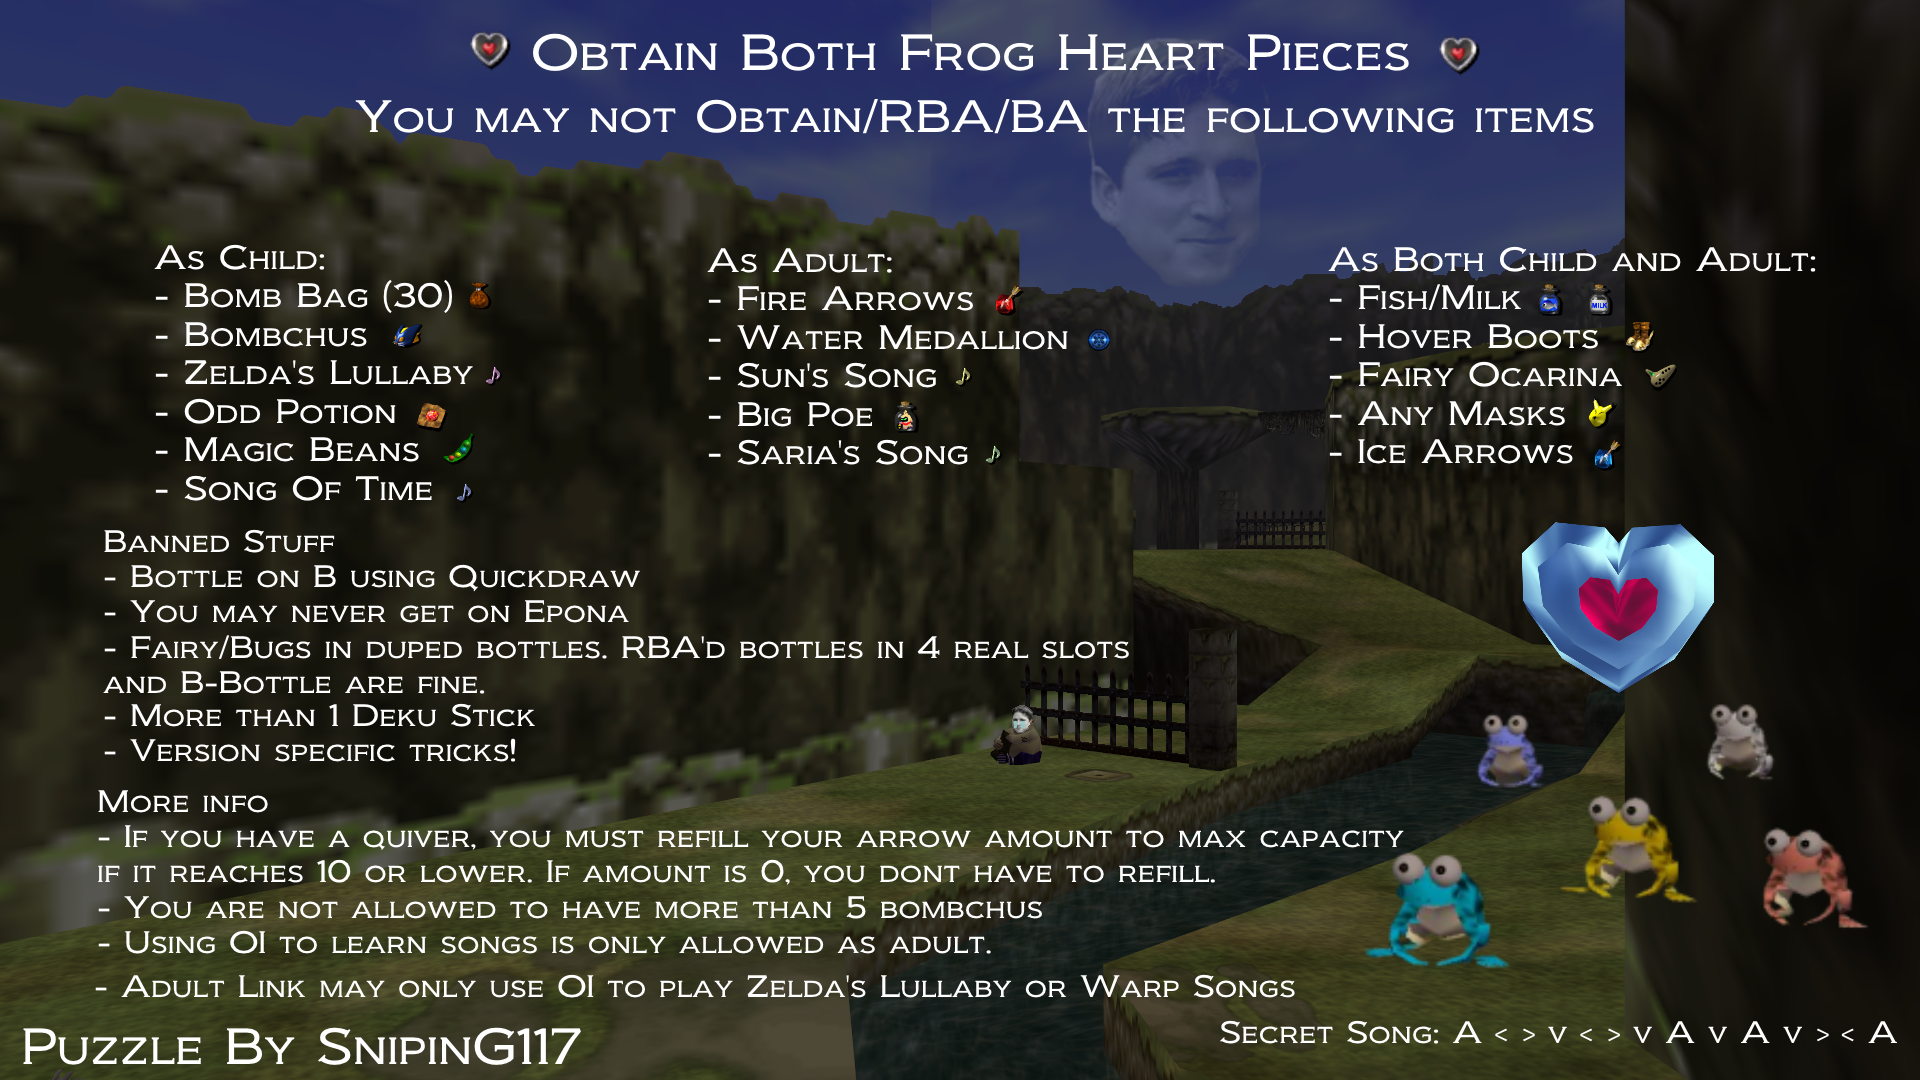 Obtain Both Frog Heart Pieces
You may not Obtain/RBA/BA the following items
As Child:
- Bomb Bag (30)
- Bombchus
- Zelda's Lullaby
- Odd Potion
- Magic Beans
- Song Of Time
As Adult:
- Fire Arrows
- Water Medallion
- Sun's Song
- Big Poe
- Saria's Song
As Both Child and Adult:
- Fish/Milk
MILK
- Hover Boots
- Fairy Ocarina
- Any Masks
- Ice Arrows
Banned Stuff
- Bottle on B using Quickdraw
- You may never get on Epona
- Fairy/Bugs in duped bottles. RBA'd bottles in 4 real slots
and B-Bottle are fine.
- More than 1 Deku Stick
- Version specific tricks!
More info
- If you have a quiver, you must refill your arrow amount to max capacity
if it reaches 10 or lower. If amount is 0, you dont have to refill.
- You are not allowed to have more than 5 bombchus
- Using OI to learn songs is only allowed as adult.
- Adult Link may only use OI to play Zelda's Lullaby or Warp Songs
Puzzle By SnipinG117
Secret Song: A < > v < > v A v A v > < A